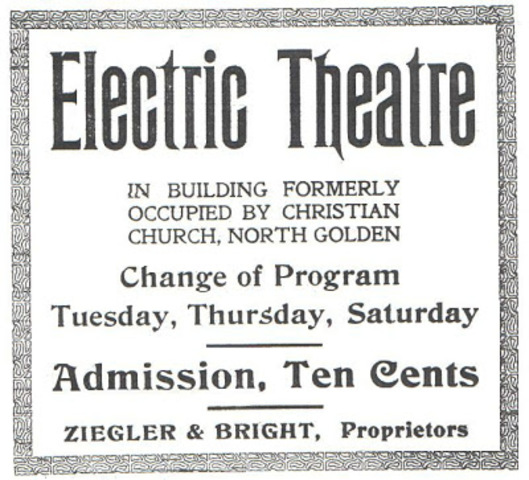 Electric Theatre
IN BUILDING FORMERLY
OCCUPIED BY CHRISTIAN
CHURCH, NORTH GOLDEN
Change of Program
Tuesday, Thursday, Saturday
Admission, Ten Cents
ZIEGLER & BRIGHT, Proprietors